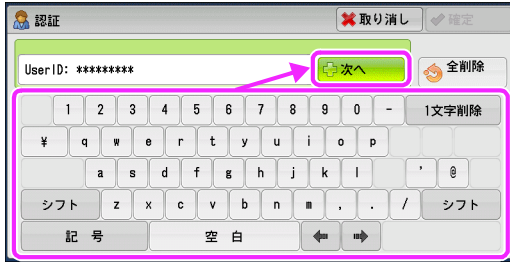 認証 取り消し 確定
UserID: ********* 次へ 全削除
1 2 3 4 5 6 7 8 9 0 - 1文字削除
¥ q w e r t y u i o p
a s d f g h j k l ' @
シフト z x c v b n m , . / シフト
記 号 空 白